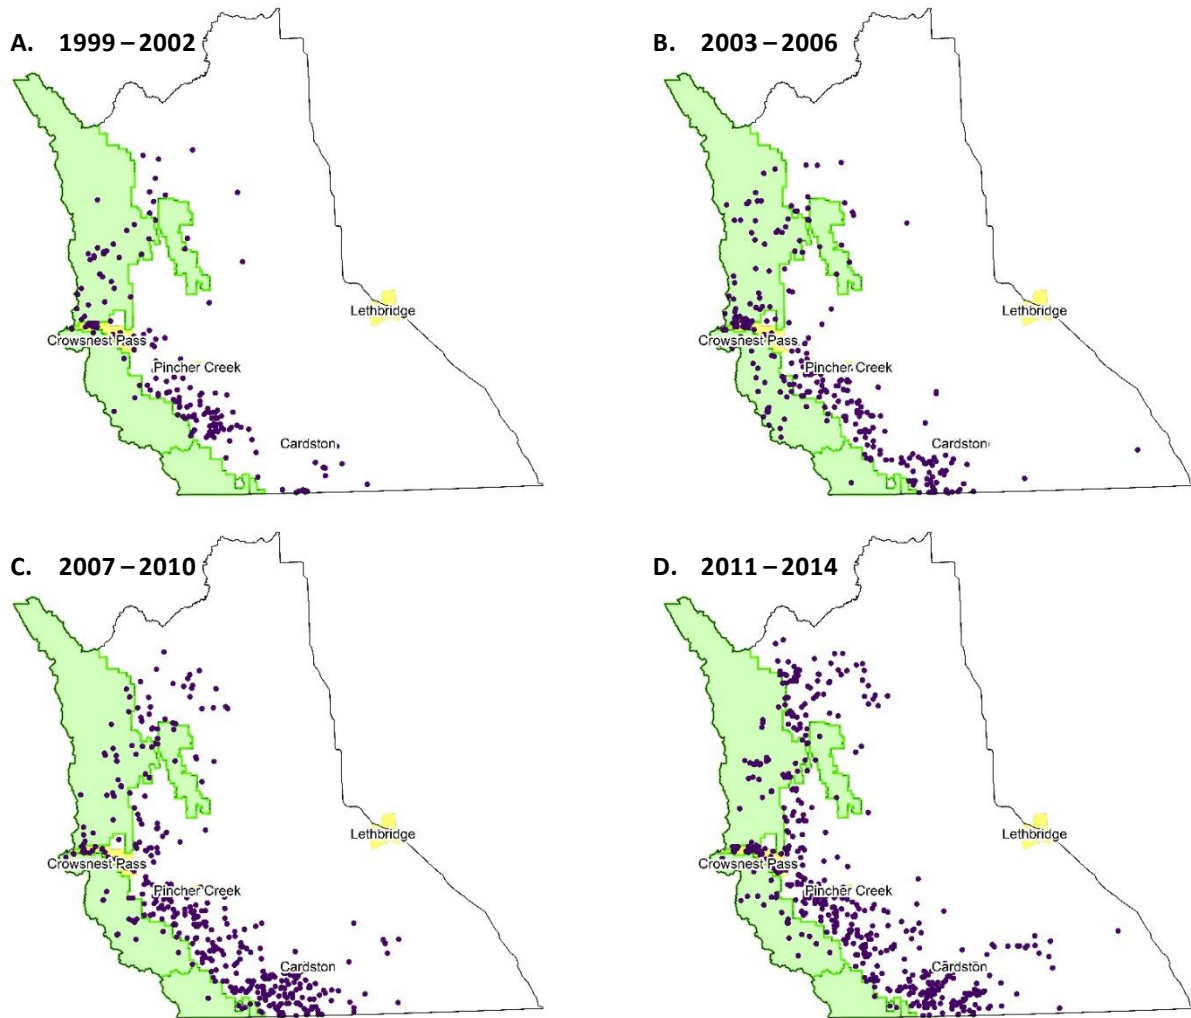 A. 1999 – 2002
Lethbridge
Crowsnest Pass
Pincher Creek
Cardston
B. 2003 – 2006
Lethbridge
Crowsnest Pass
Pincher Creek
Cardston
C. 2007 – 2010
Lethbridge
Crowsnest Pass
Pincher Creek
Cardston
D. 2011 – 2014
Lethbridge
Crowsnest Pass
Pincher Creek
Cardston